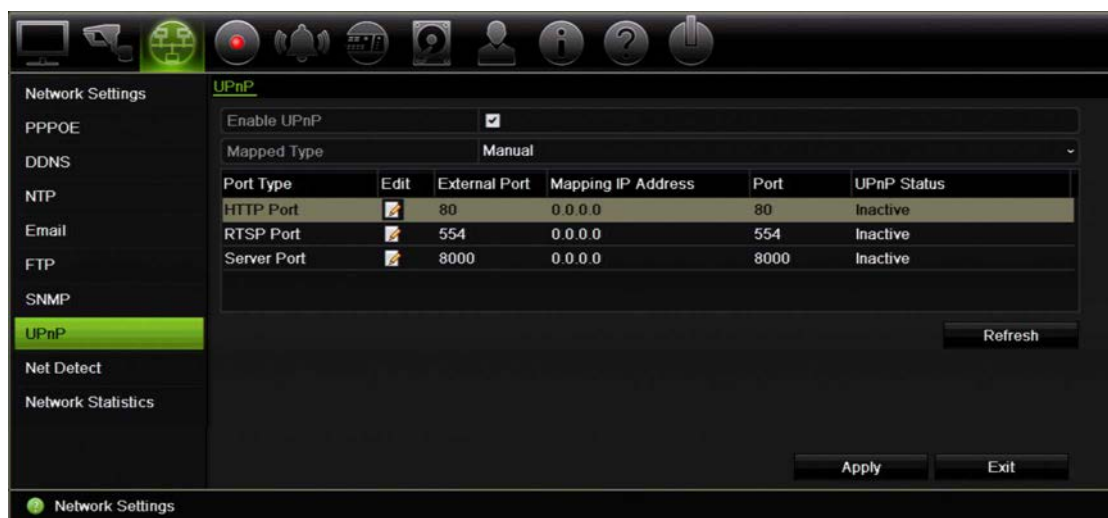 Network Settings
PPPOE
DDNS
NTP
Email
FTP
SNMP
UPnP
Net Detect
Network Statistics
UPnP
Enable UPnP
Mapped Type Manual
Port Type Edit External Port Mapping IP Address Port UPnP Status
HTTP Port 80 0.0.0.0 80 Inactive
RTSP Port 554 0.0.0.0 554 Inactive
Server Port 8000 0.0.0.0 8000 Inactive
Refresh
Apply Exit
Network Settings